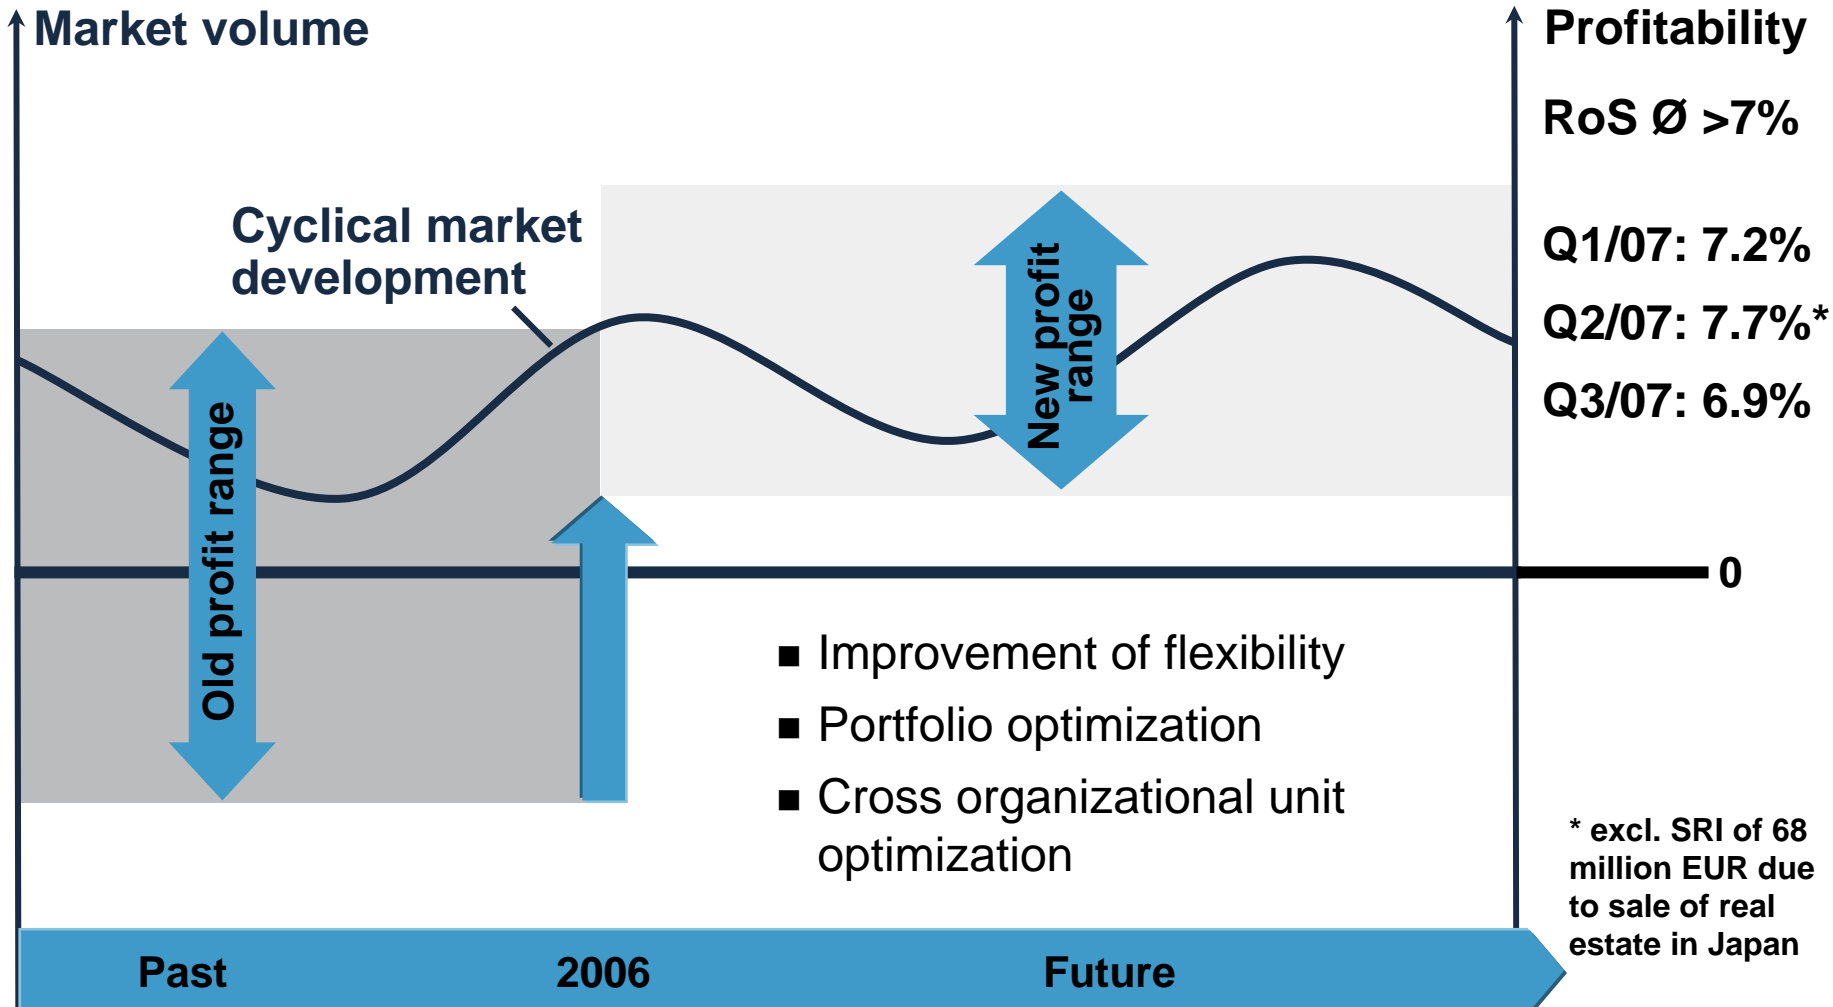 Market volume
Profitability
RoS Ø >7%
Cyclical market
development
Q1/07: 7.2%
Q2/07: 7.7%*
Q3/07: 6.9%
Old profit range
New profit
range
0
■ Improvement of flexibility
■ Portfolio optimization
■ Cross organizational unit
optimization
* excl. SRI of 68
million EUR due
to sale of real
estate in Japan
Past
2006
Future